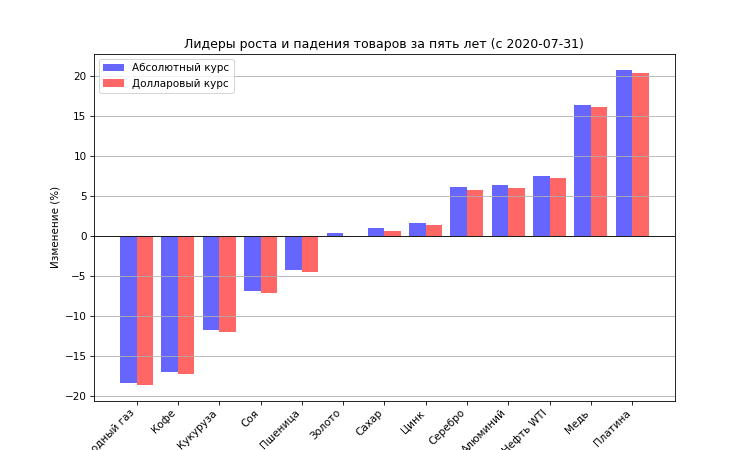 Лидеры роста и падения товаров за пять лет (с 2020-07-31)
Абсолютный курс
Долларовый курс
Изменение (%)
20
15
10
5
0
−5
−10
−15
−20
одный газ
Кофе
Кукуруза
Соя
Пшеница
Золото
Сахар
Цинк
Серебро
Алюминий
Нефть WTI
Медь
Платина